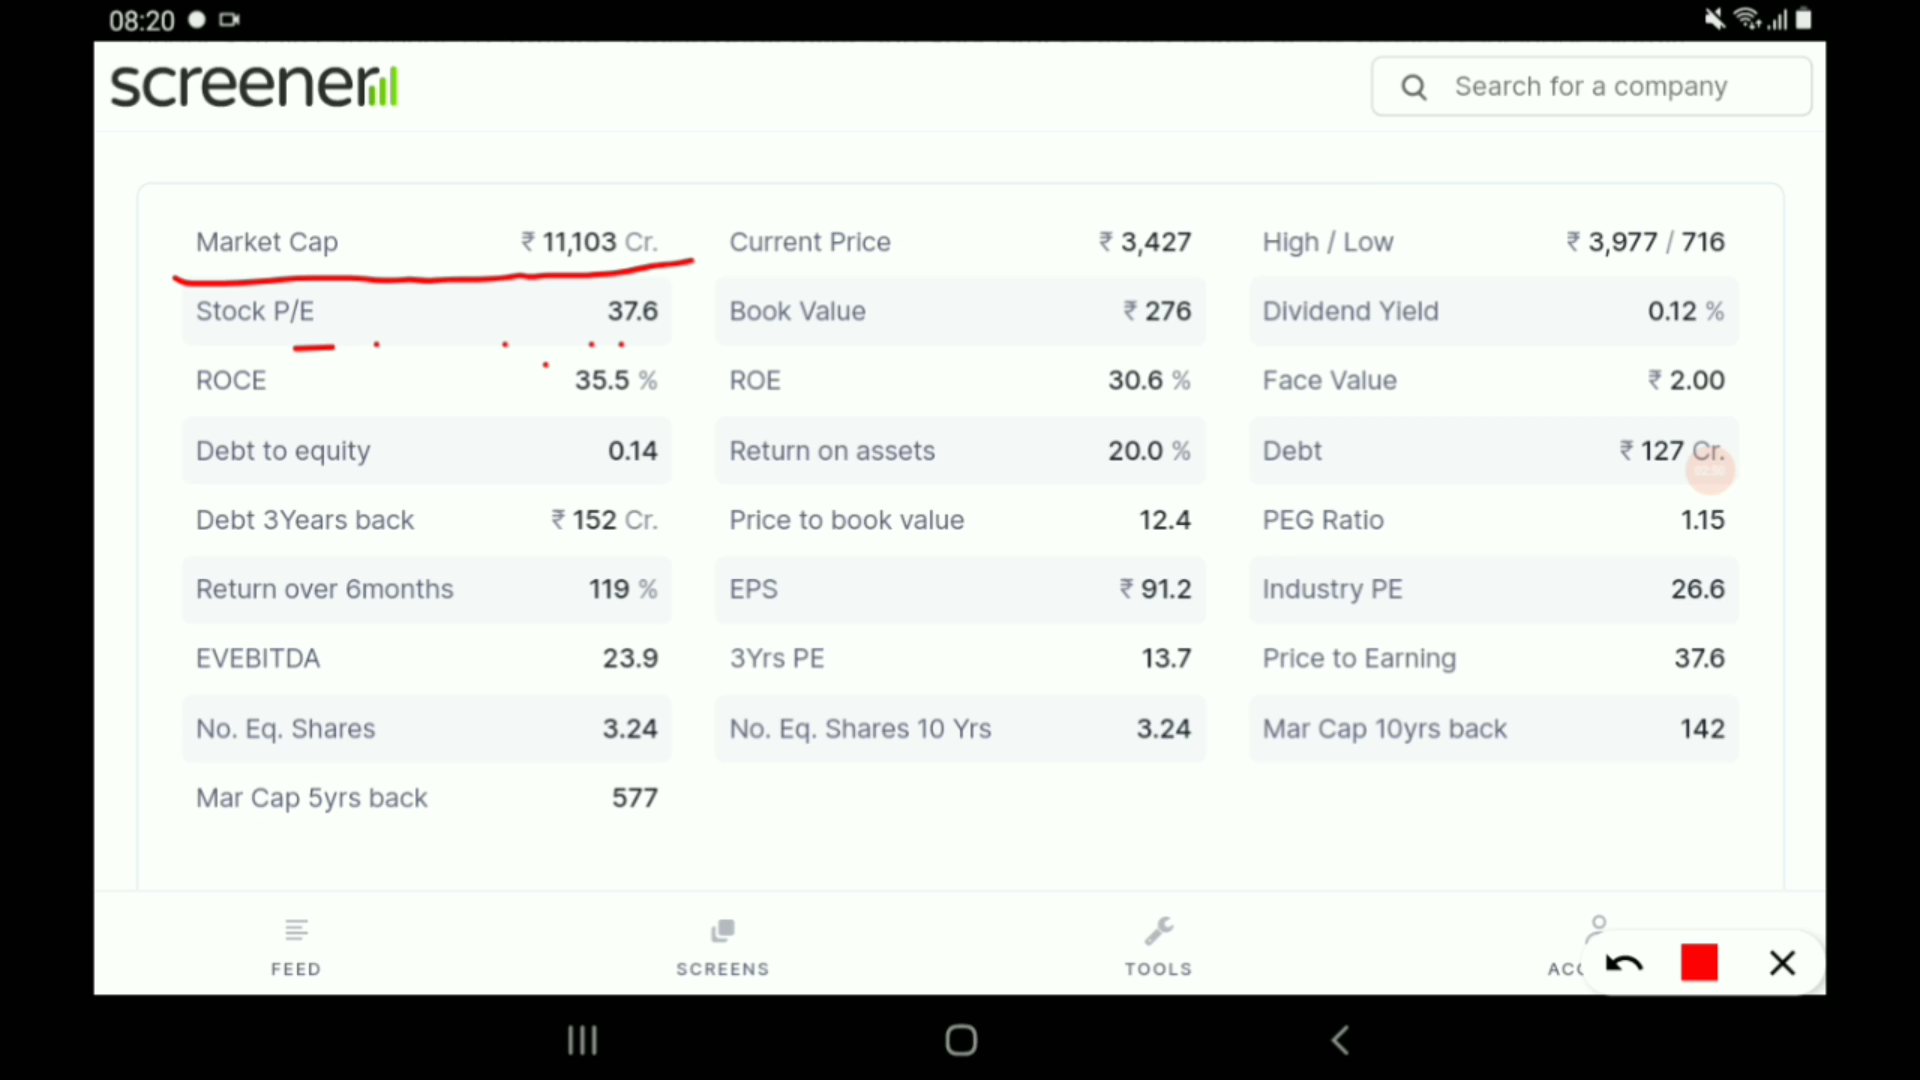 08:20
screener
Search for a company
Market Cap ₹ 11,103 Cr. Current Price ₹ 3,427 High / Low ₹ 3,977 / 716
Stock P/E 37.6 Book Value ₹ 276 Dividend Yield 0.12 %
ROCE 35.5 % ROE 30.6 % Face Value ₹ 2.00
Debt to equity 0.14 Return on assets 20.0 % Debt ₹ 127 Cr.
Debt 3Years back ₹ 152 Cr. Price to book value 12.4 PEG Ratio 1.15
Return over 6months 119 % EPS ₹ 91.2 Industry PE 26.6
EVEBITDA 23.9 3Yrs PE 13.7 Price to Earning 37.6
No. Eq. Shares 3.24 No. Eq. Shares 10 Yrs 3.24 Mar Cap 10yrs back 142
Mar Cap 5yrs back 577
FEED SCREENS TOOLS